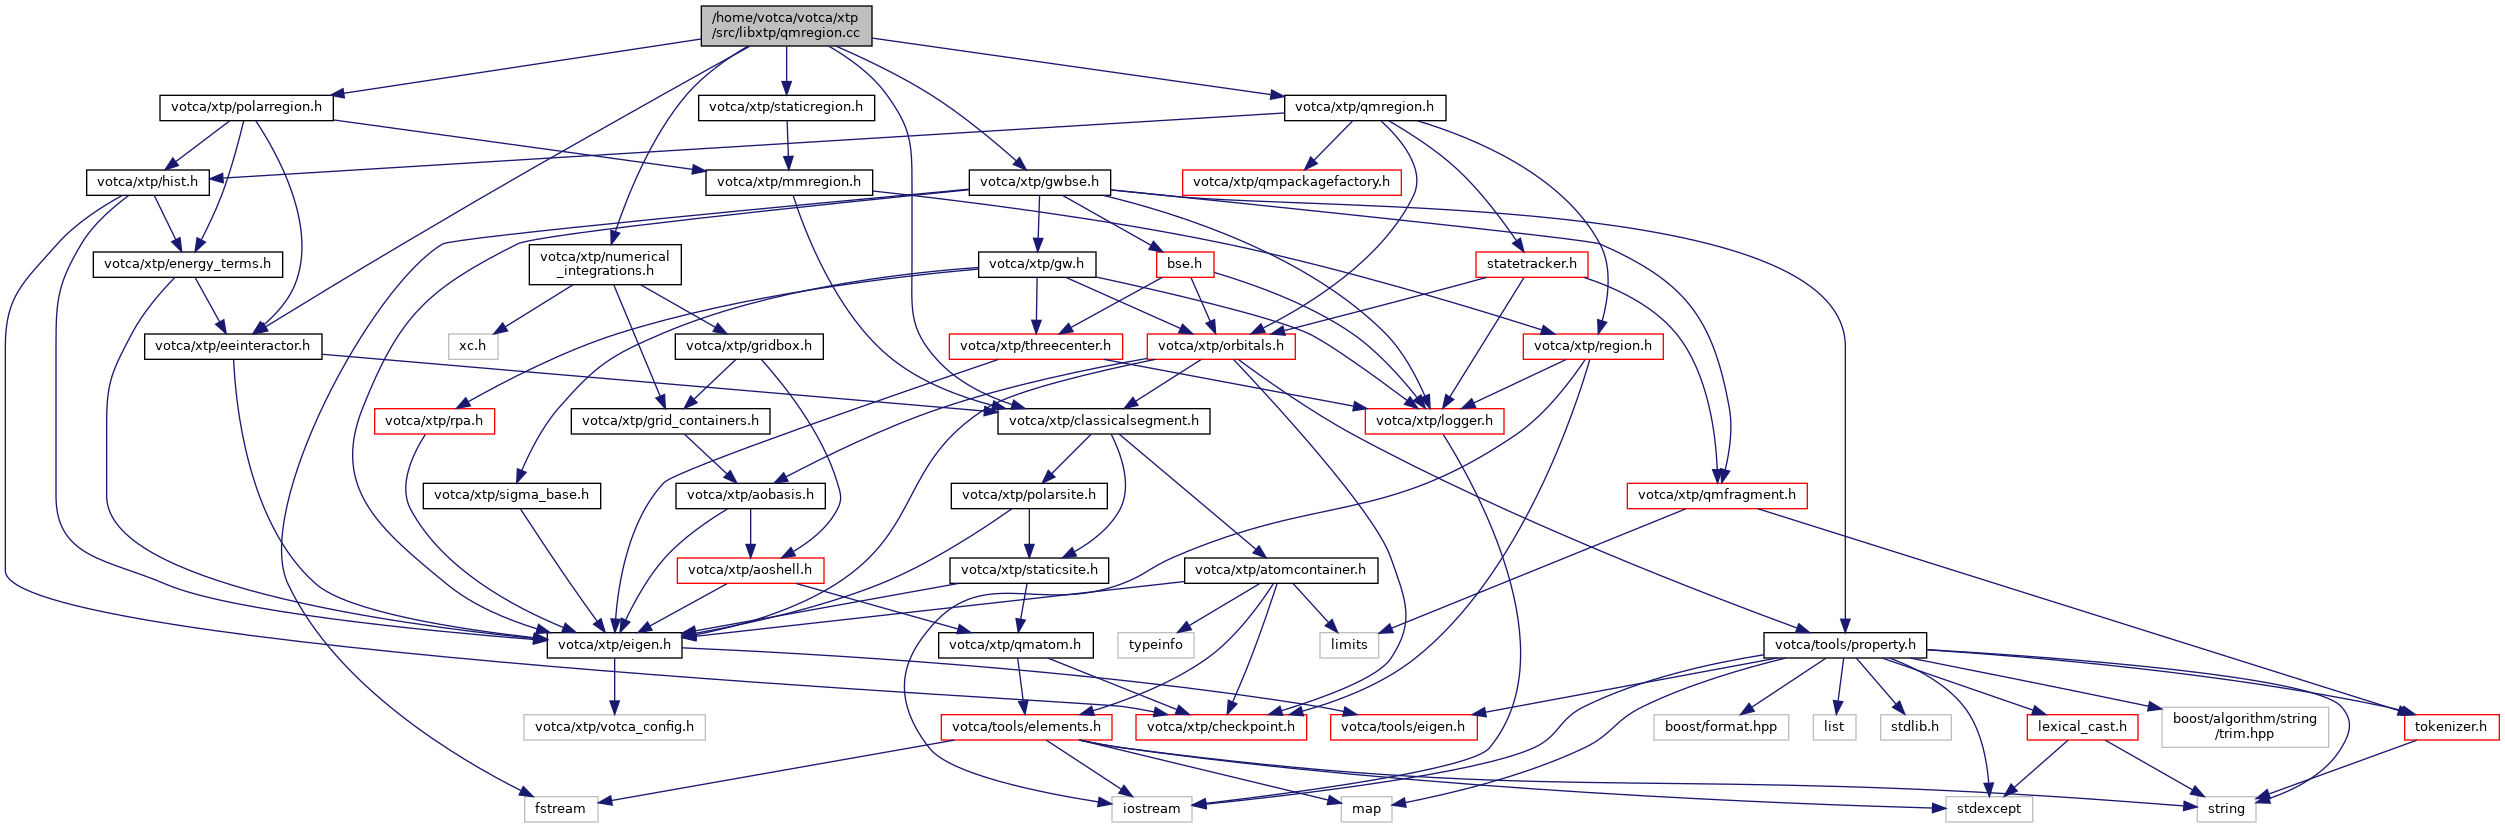 /home/votca/votca/xtp
/src/libxtp/qmregion.cc
votca/xtp/polarregion.h
votca/xtp/staticregion.h
votca/xtp/qmregion.h
votca/xtp/hist.h
votca/xtp/mmregion.h
votca/xtp/gwbse.h
votca/xtp/qmpackagefactory.h
votca/xtp/energy_terms.h
votca/xtp/numerical
_integrations.h
votca/xtp/gw.h
bse.h
statetracker.h
votca/xtp/eeinteractor.h
xc.h
votca/xtp/gridbox.h
votca/xtp/threecenter.h
votca/xtp/orbitals.h
votca/xtp/region.h
votca/xtp/rpa.h
votca/xtp/grid_containers.h
votca/xtp/classicalsegment.h
votca/xtp/logger.h
votca/xtp/sigma_base.h
votca/xtp/aobasis.h
votca/xtp/polarsite.h
votca/xtp/qmfragment.h
votca/xtp/aoshell.h
votca/xtp/staticsite.h
votca/xtp/atomcontainer.h
votca/xtp/eigen.h
votca/xtp/qmatom.h
typeinfo
limits
votca/tools/property.h
votca/xtp/votca_config.h
votca/tools/elements.h
votca/xtp/checkpoint.h
votca/tools/eigen.h
boost/format.hpp
list
stdlib.h
lexical_cast.h
boost/algorithm/string
/trim.hpp
tokenizer.h
fstream
iostream
map
stdexcept
string